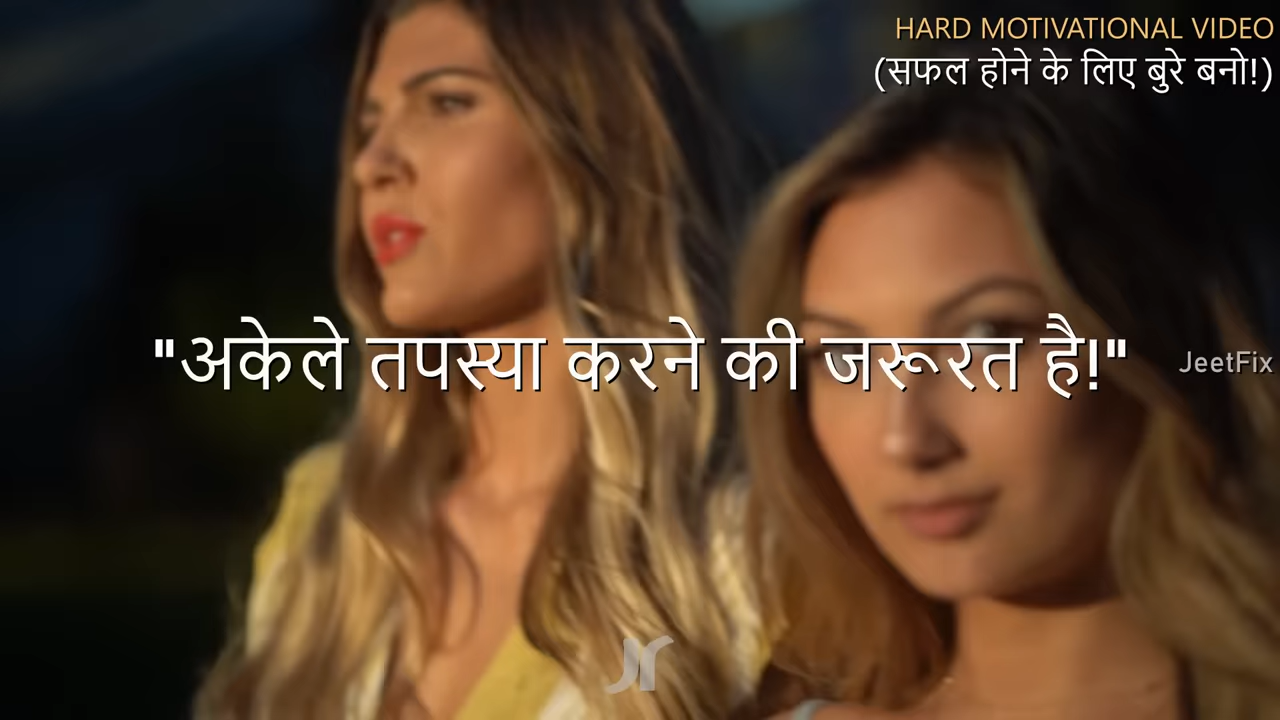 HARD MOTIVATIONAL VIDEO
(सफल होने के लिए बुरे बनो!)
"अकेले तपस्या करने की जरूरत है!"
JeetFix